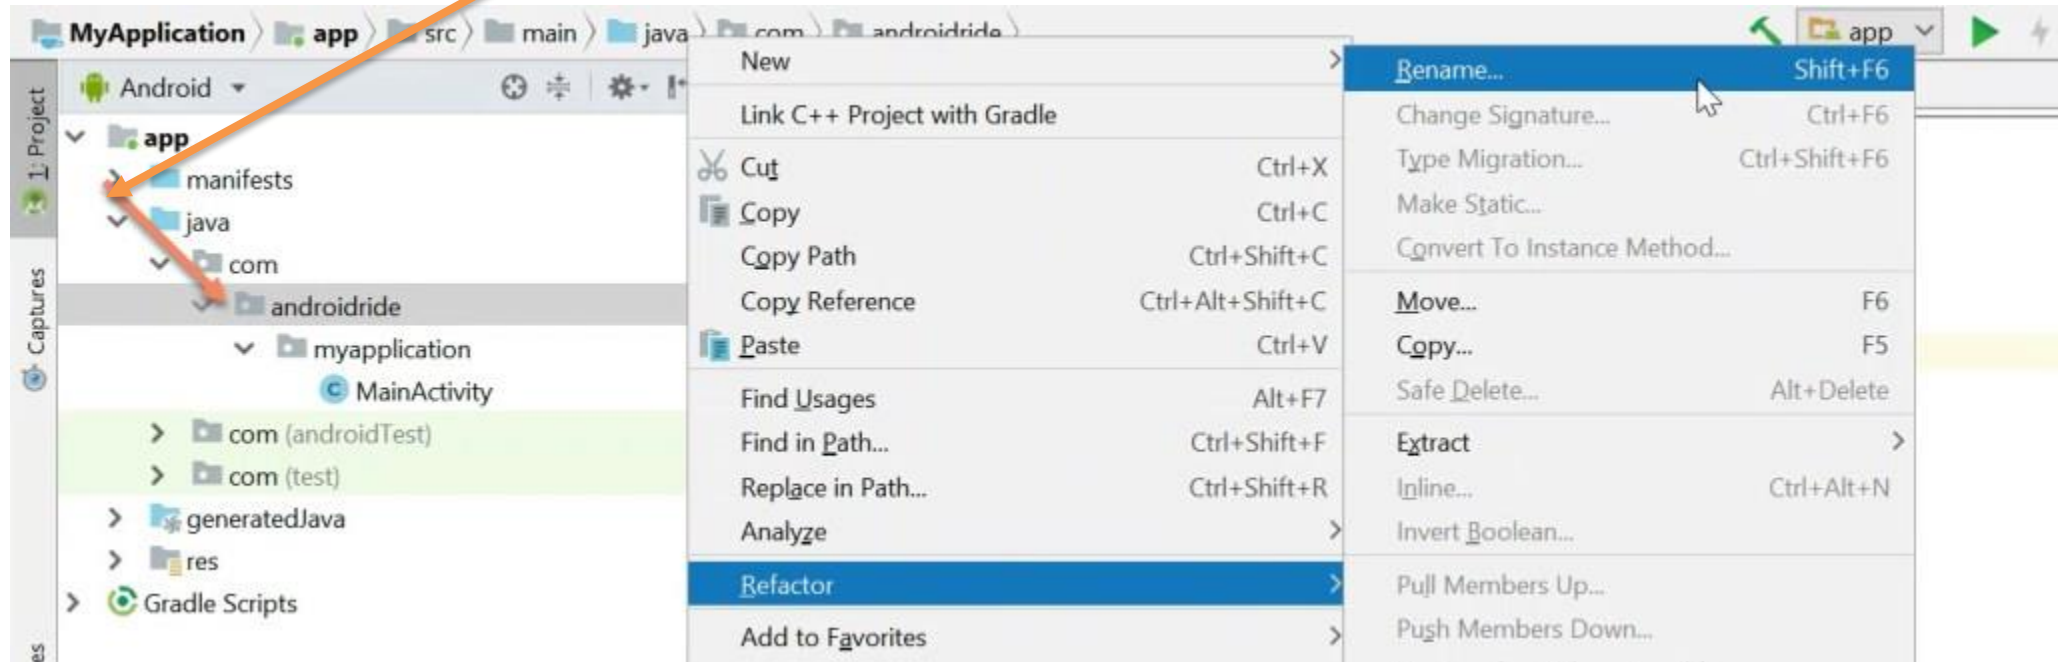 MyApplication app src main java com androidride
app
Android
1: Project
Captures
app
manifests
java
com
androidride
myapplication
MainActivity
com (androidTest)
com (test)
generatedJava
res
Gradle Scripts
New
Link C++ Project with Gradle
Cut Ctrl+X
Copy Ctrl+C
Copy Path Ctrl+Shift+C
Copy Reference Ctrl+Alt+Shift+C
Paste Ctrl+V
Find Usages Alt+F7
Find in Path... Ctrl+Shift+F
Replace in Path... Ctrl+Shift+R
Analyze
Refactor
Add to Favorites
Rename... Shift+F6
Change Signature... Ctrl+F6
Type Migration... Ctrl+Shift+F6
Make Static...
Convert To Instance Method...
Move... F6
Copy... F5
Safe Delete... Alt+Delete
Extract
Inline... Ctrl+Alt+N
Invert Boolean...
Pull Members Up...
Push Members Down...